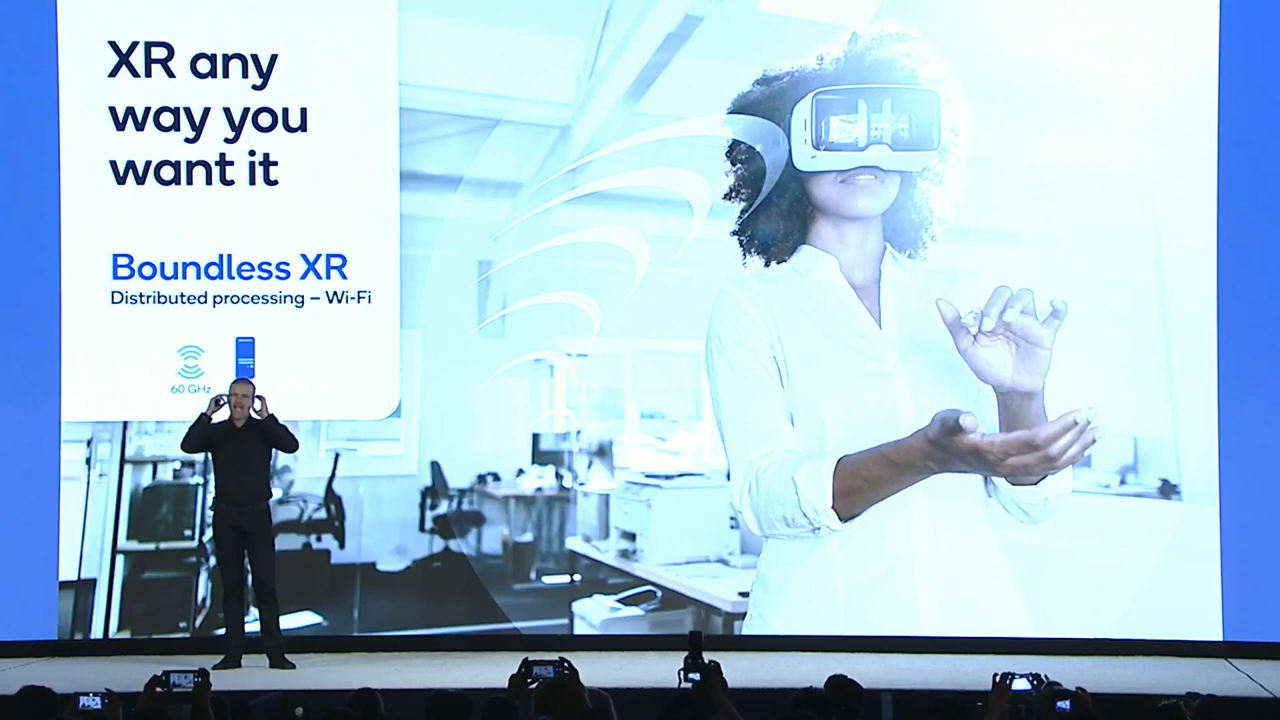 XR any
way you
want it
Boundless XR
Distributed processing – Wi-Fi
60 GHz